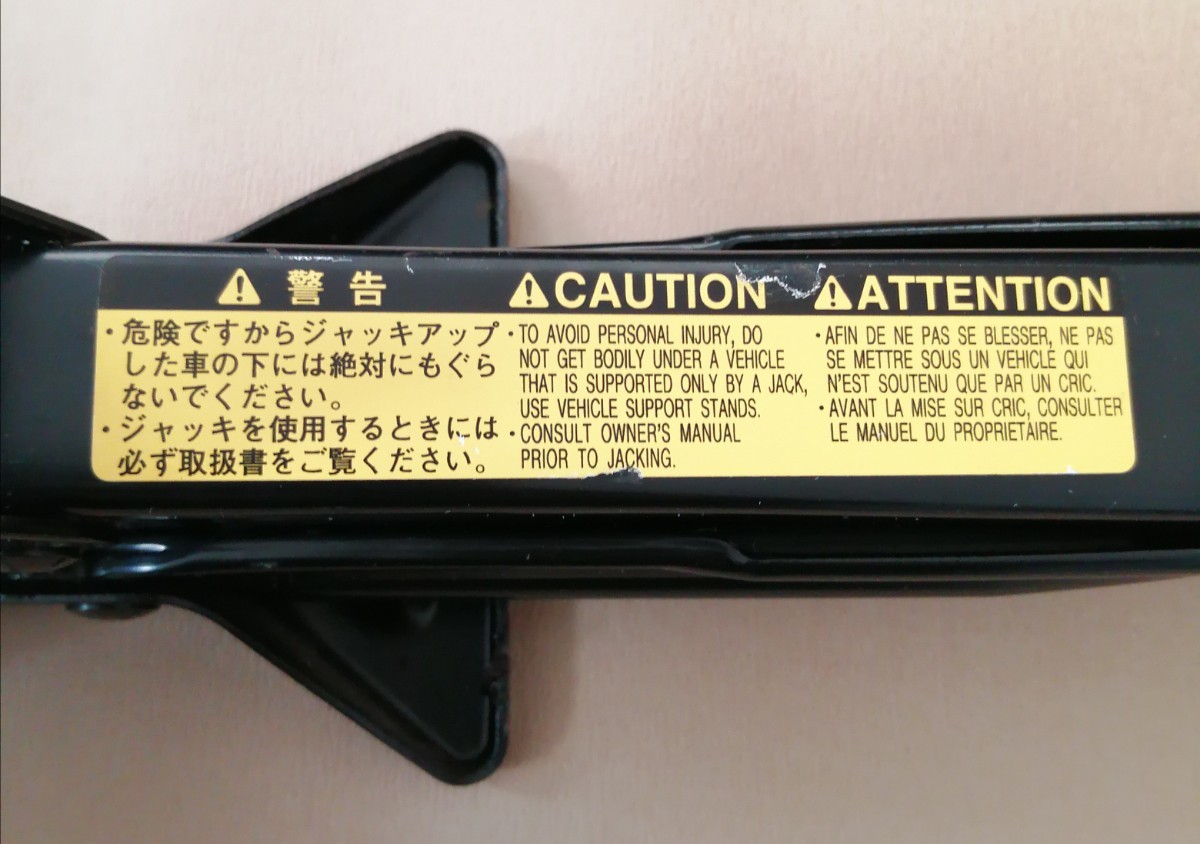 ⚠ 警告
・危険ですからジャッキアップ
した車の下には絶対にもぐら
ないでください。
・ジャッキを使用するときには
必ず取扱書をご覧ください。
⚠ CAUTION
・TO AVOID PERSONAL INJURY, DO
NOT GET BODILY UNDER A VEHICLE
THAT IS SUPPORTED ONLY BY A JACK,
USE VEHICLE SUPPORT STANDS.
・CONSULT OWNER'S MANUAL
PRIOR TO JACKING.
⚠ ATTENTION
・AFIN DE NE PAS SE BLESSER, NE PAS
SE METTRE SOUS UN VEHICLE QUI
N'EST SOUTENU QUE PAR UN CRIC.
・AVANT LA MISE SUR CRIC, CONSULTER
LE MANUEL DU PROPRIETAIRE.